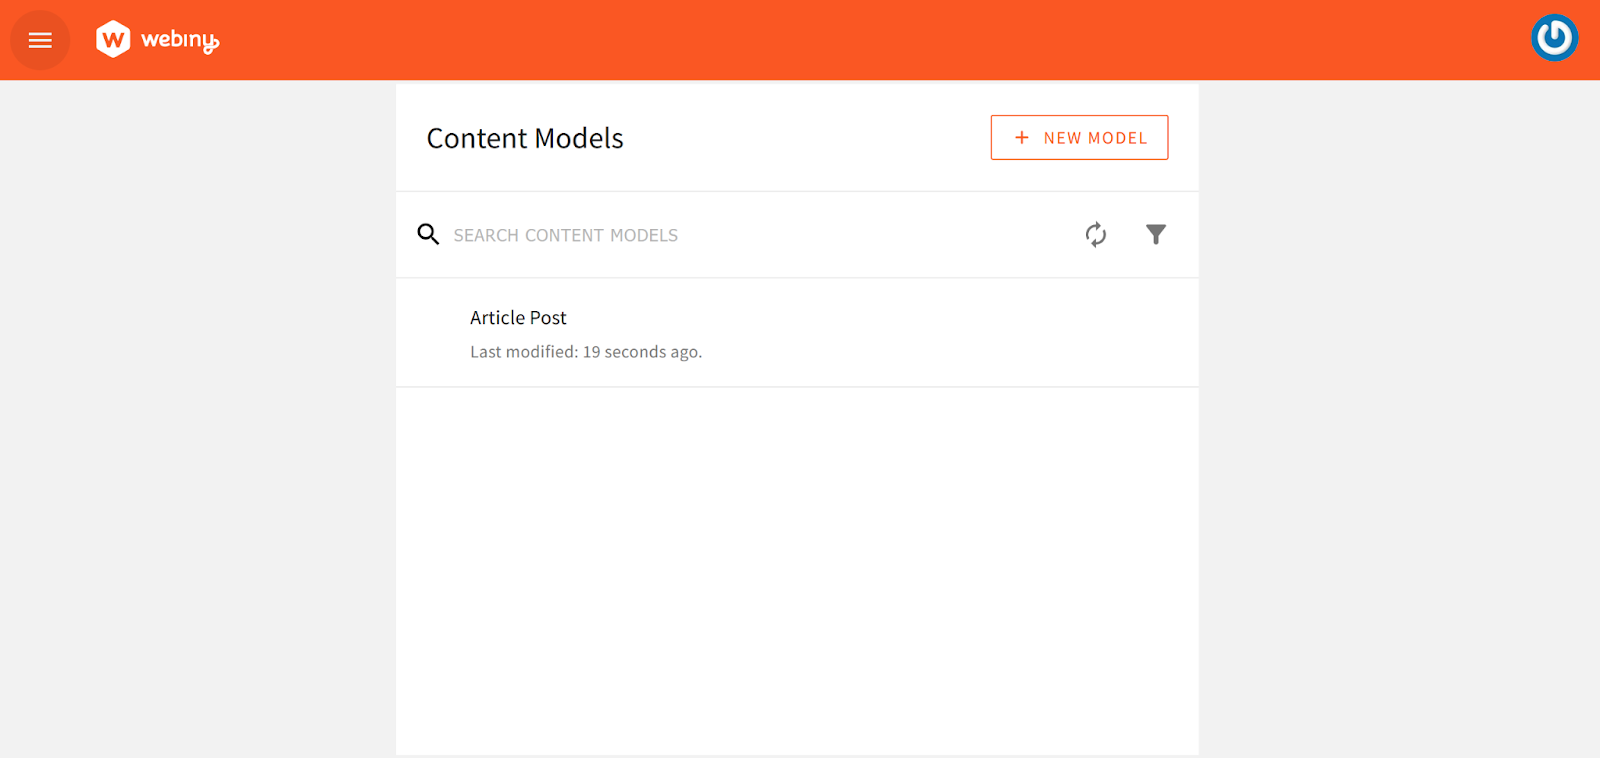 webiny
Content Models
+ NEW MODEL
SEARCH CONTENT MODELS
Article Post
Last modified: 19 seconds ago.